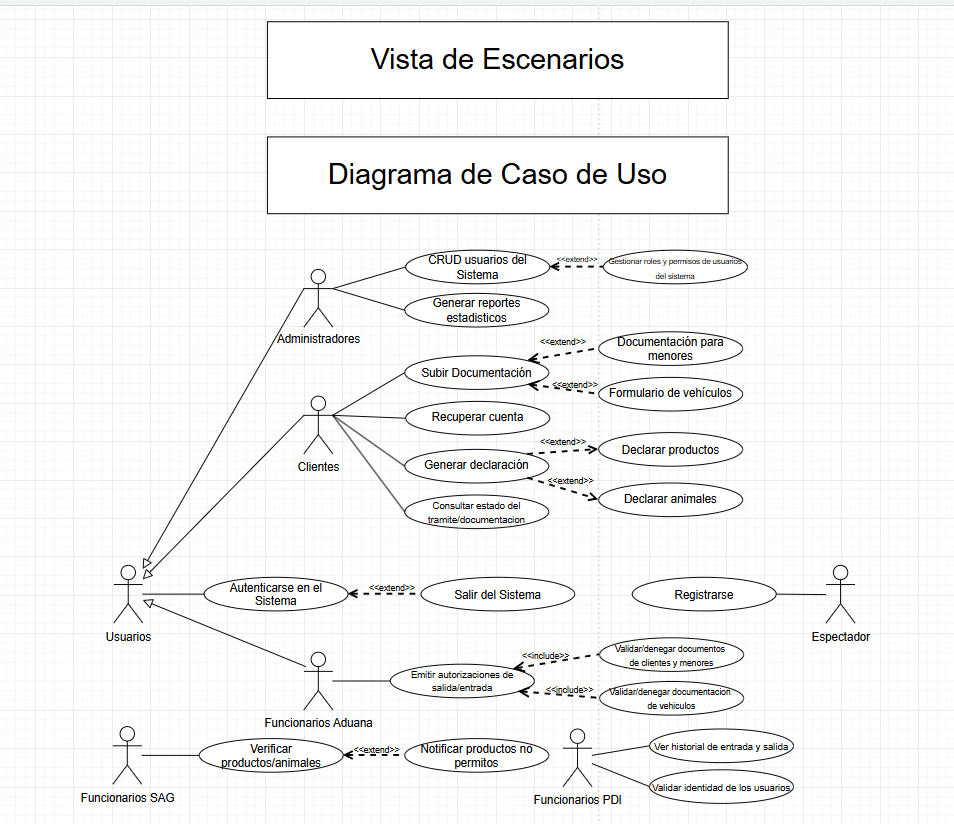 Vista de Escenarios
Diagrama de Caso de Uso
CRUD usuarios del
Sistema
<<extend>>
Gestionar roles y permisos de usuarios
del sistema
Generar reportes
estadisticos
Administradores
<<extend>>
Documentación para
menores
Subir Documentación
<<extend>>
Formulario de vehículos
Recuperar cuenta
Clientes
<<extend>>
Declarar productos
Generar declaración
<<extend>>
Declarar animales
Consultar estado del
tramite/documentacion
Usuarios
Autenticarse en el
Sistema
<<extend>>
Salir del Sistema
Registrarse
Espectador
Funcionarios Aduana
Emitir autorizaciones de
salida/entrada
<<include>>
Validar/denegar documentos
de clientes y menores
<<include>>
Validar/denegar documentacion
de vehiculos
Funcionarios SAG
Verificar
productos/animales
<<extend>>
Notificar productos no
permitos
Funcionarios PDI
Ver historial de entrada y salida
Validar identidad de los usuarios